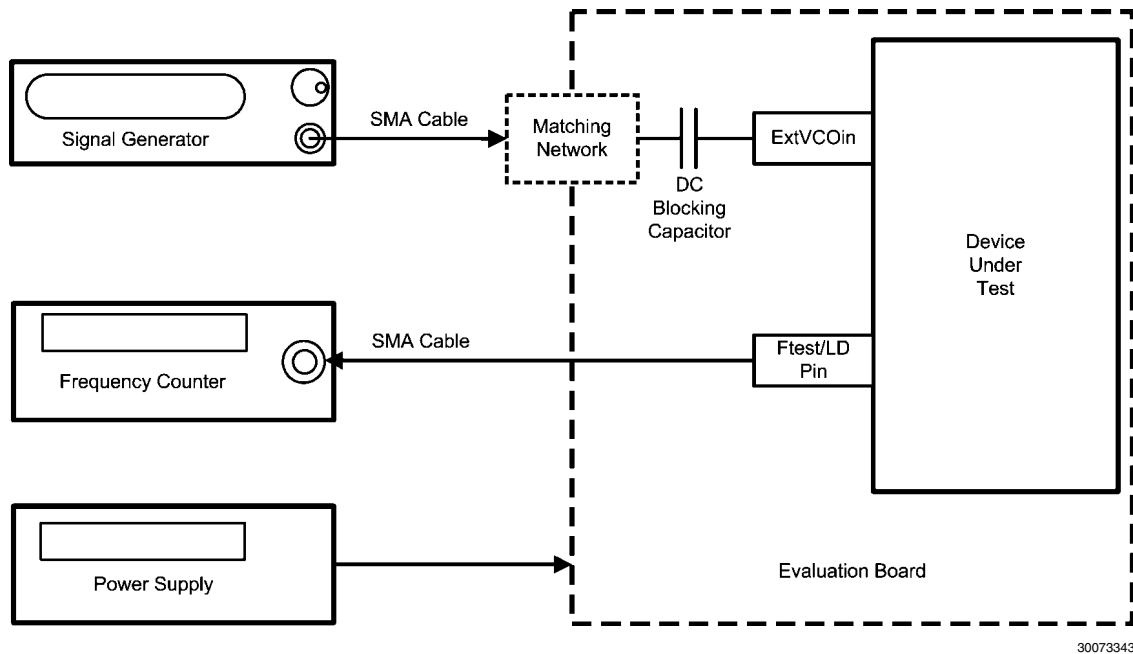 Signal Generator
SMA Cable
Matching
Network
DC
Blocking
Capacitor
ExtVCOin
Device
Under
Test
Frequency Counter
SMA Cable
Ftest/LD
Pin
Power Supply
Evaluation Board
30073343